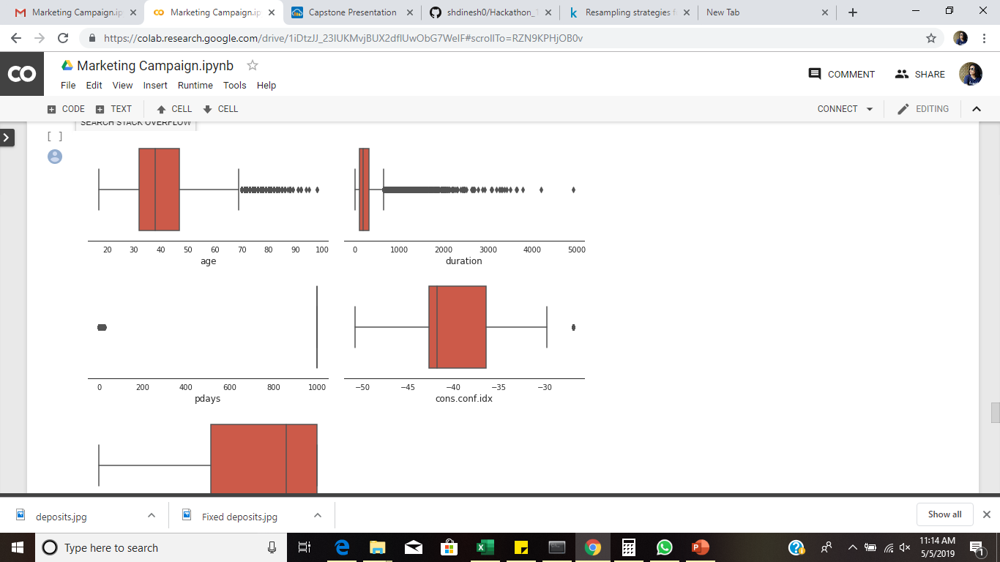 Marketing Campaign.ip
Marketing Campaign.ip
Capstone Presentation
shdinesh0/Hackathon_
Resampling strategies f
New Tab
https://colab.research.google.com/drive/1iDtzJJ_23IUKMvjBUX2dflUwObG7WeIF#scrollTo=RZN9KPHjOB0v
CO
Marketing Campaign.ipynb
COMMENT
SHARE
File Edit View Insert Runtime Tools Help
CODE TEXT CELL CELL
CONNECT
EDITING
SEARCH STACK OVERFLOW
[ ]
20 30 40 50 60 70 80 90 100
age
0 1000 2000 3000 4000 5000
duration
0 200 400 600 800 1000
pdays
−50 −45 −40 −35 −30
cons.conf.idx
deposits.jpg
Fixed deposits.jpg
Show all
Type here to search
11:14 AM
5/5/2019
1